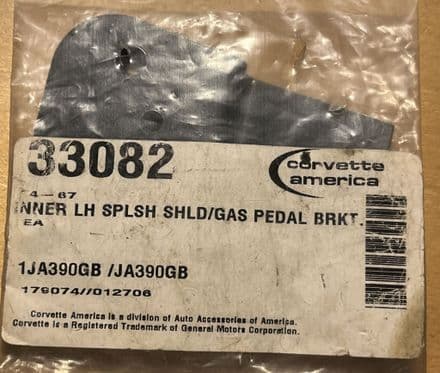 33082
corvette
america
4-67
INNER LH SPLSH SHLD/GAS PEDAL BRKT.
EA
1JA390GB /JA390GB
179074//012706
Corvette America is a division of Auto Accessories of America.
Corvette is a Registered Trademark of General Motors Corporation.